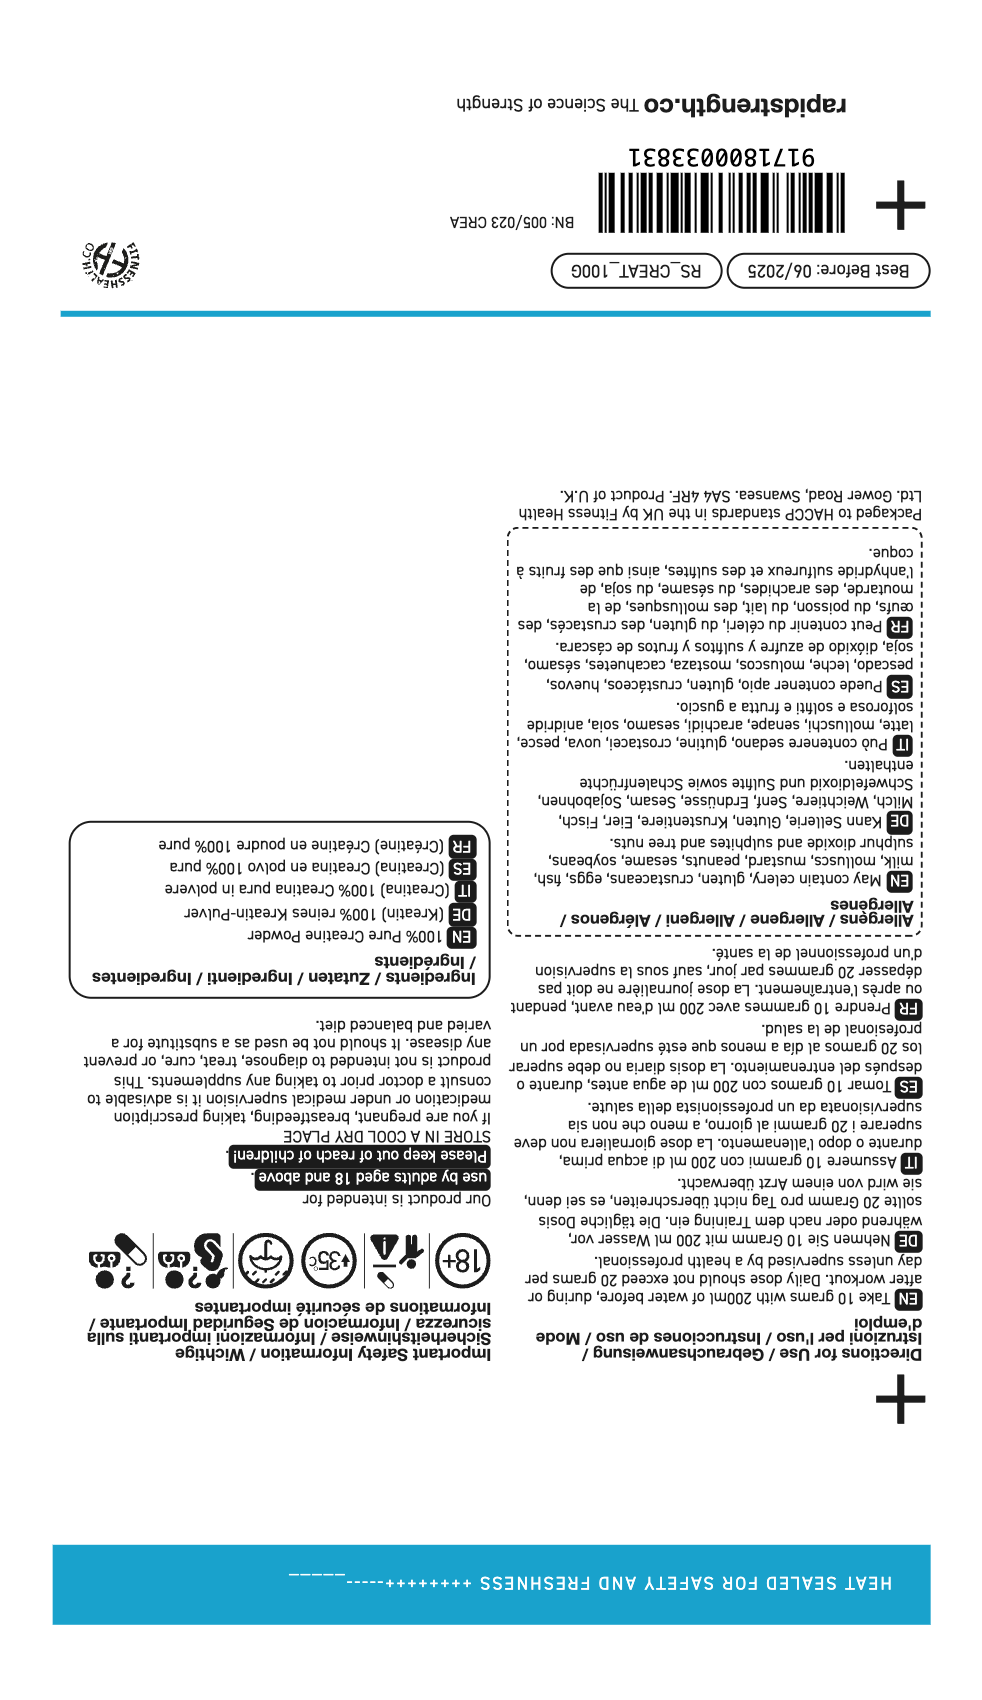 HEAT SEALED FOR SAFETY AND FRESHNESS ++++++++-----_____
Directions for Use / Gebrauchsanweisung /
Istruzioni per l'uso / Instrucciones de uso / Mode
d'emploi
EN Take 10 grams with 200ml of water before, during or
after workout. Daily dose should not exceed 20 grams per
day unless supervised by a health professional.
DE Nehmen Sie 10 Gramm mit 200 ml Wasser vor,
während oder nach dem Training ein. Die tägliche Dosis
sollte 20 Gramm pro Tag nicht überschreiten, es sei denn,
sie wird von einem Arzt überwacht.
IT Assumere 10 grammi con 200 ml di acqua prima,
durante o dopo l'allenamento. La dose giornaliera non deve
superare i 20 grammi al giorno, a meno che non sia
supervisionata da un professionista della salute.
ES Tomar 10 gramos con 200 ml de agua antes, durante o
después del entrenamiento. La dosis diaria no debe superar
los 20 gramos al día a menos que esté supervisada por un
profesional de la salud.
FR Prendre 10 grammes avec 200 ml d'eau avant, pendant
ou après l'entraînement. La dose journalière ne doit pas
dépasser 20 grammes par jour, sauf sous la supervision
d'un professionnel de la santé.
Allergens / Allergene / Allergeni / Alérgenos /
Allergènes
EN May contain celery, gluten, crustaceans, eggs, fish,
milk, molluscs, mustard, peanuts, sesame, soybeans,
sulphur dioxide and sulphites and tree nuts.
DE Kann Sellerie, Gluten, Krustentiere, Eier, Fisch,
Milch, Weichtiere, Senf, Erdnüsse, Sesam, Sojabohnen,
Schwefeldioxid und Sulfite sowie Schalenfrüchte
enthalten.
IT Può contenere sedano, glutine, crostacei, uova, pesce,
latte, molluschi, senape, arachidi, sesamo, soia, anidride
solforosa e solfiti e frutta a guscio.
ES Puede contener apio, gluten, crustáceos, huevos,
pescado, leche, moluscos, mostaza, cacahuetes, sésamo,
soja, dióxido de azufre y sulfitos y frutos de cáscara.
FR Peut contenir du céleri, du gluten, des crustacés, des
œufs, du poisson, du lait, des mollusques, de la
moutarde, des arachides, du sésame, du soja, de
l'anhydride sulfureux et des sulfites, ainsi que des fruits à
coque.
Packaged to HACCP standards in the UK by Fitness Health
Ltd. Gower Road, Swansea. SA4 4RF. Product of U.K.
Important Safety Information / Wichtige
Sicherheitshinweise / Informazioni importanti sulla
sicurezza / Información de Seguridad Importante /
Informations de sécurité importantes
18+
35°C
Our product is intended for
use by adults aged 18 and above.
Please keep out of reach of children!.
STORE IN A COOL DRY PLACE
If you are pregnant, breastfeeding, taking prescription
medication or under medical supervision it is advisable to
consult a doctor prior to taking any supplements. This
product is not intended to diagnose, treat, cure, or prevent
any disease. It should not be used as a substitute for a
varied and balanced diet.
Ingredients / Zutaten / Ingredienti / Ingredientes
/ Ingrédients
EN 100% Pure Creatine Powder
DE (Kreatin) 100% reines Kreatin-Pulver
IT (Creatina) 100% Creatina pura in polvere
ES (Creatina) Creatina en polvo 100% pura
FR (Créatine) Créatine en poudre 100% pure
Best Before: 06/2025
RS_CREAT_100G
FITNESSHEALTH.CO
BN: 005/023 CREA
9171800033831
rapidstrength.co The Science of Strength